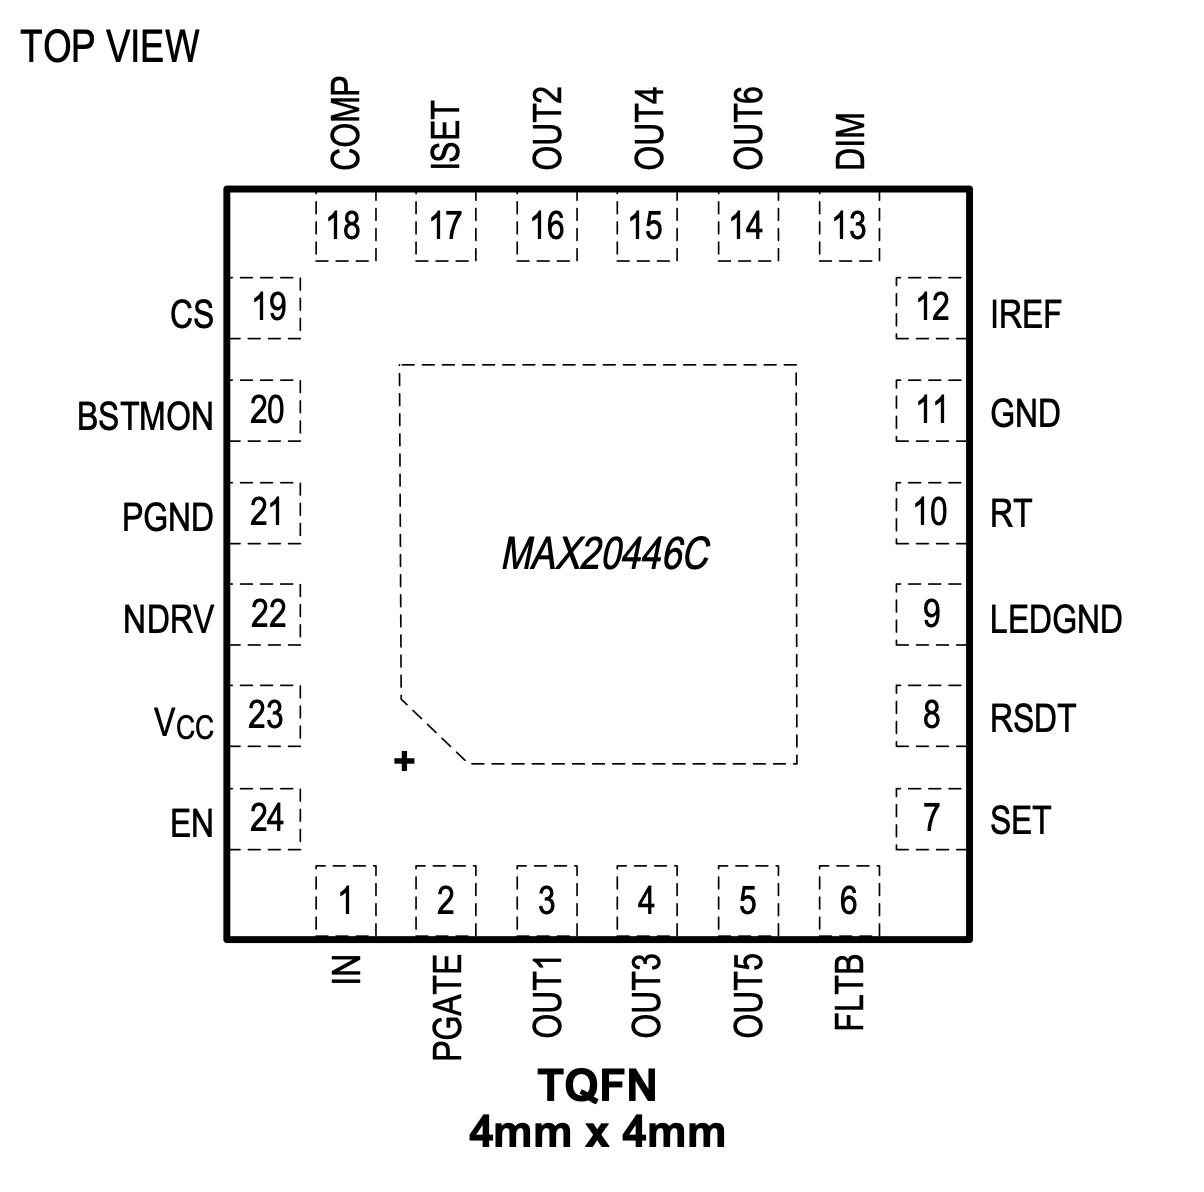 TOP VIEW
COMP ISET OUT2 OUT4 OUT6 DIM
18 17 16 15 14 13
CS 19 12 IREF
BSTMON 20 11 GND
PGND 21 10 RT
MAX20446C
NDRV 22 9 LEDGND
VCC 23 8 RSDT
+
EN 24 7 SET
1 2 3 4 5 6
IN PGATE OUT1 OUT3 OUT5 FLTB
TQFN
4mm x 4mm